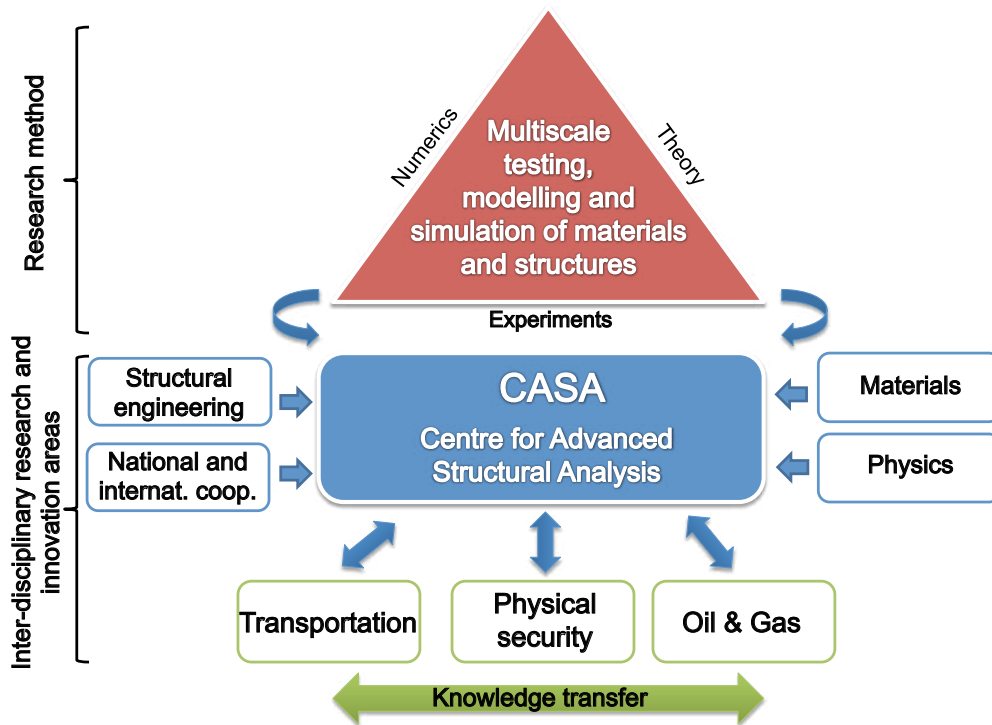 Research method
Numerics
Theory
Multiscale
testing,
modelling and
simulation of materials
and structures
Experiments
Inter-disciplinary research and
innovation areas
Structural
engineering
National and
internat. coop.
CASA
Centre for Advanced
Structural Analysis
Materials
Physics
Transportation
Physical
security
Oil & Gas
Knowledge transfer